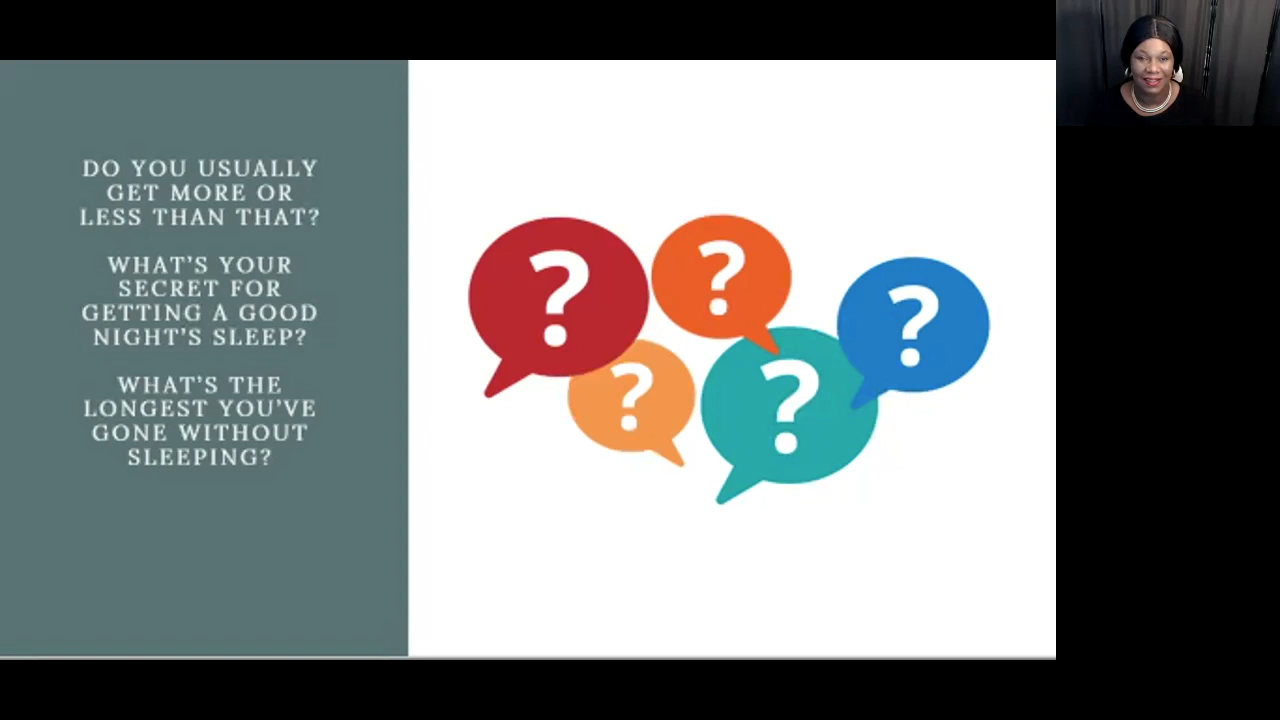 DO YOU USUALLY
GET MORE OR
LESS THAN THAT?
WHAT'S YOUR
SECRET FOR
GETTING A GOOD
NIGHT'S SLEEP?
WHAT'S THE
LONGEST YOU'VE
GONE WITHOUT
SLEEPING?
?
?
?
?
?